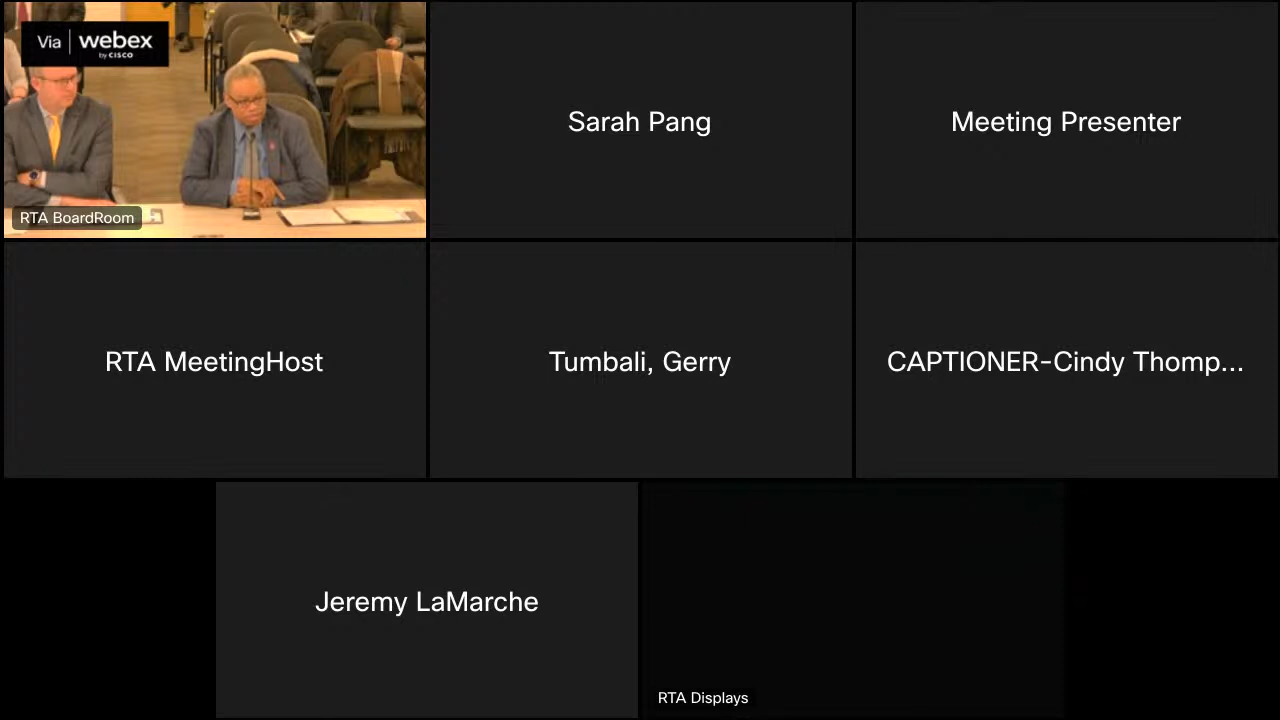 Via webex
by CISCO
RTA BoardRoom
Sarah Pang
Meeting Presenter
RTA MeetingHost
Tumbali, Gerry
CAPTIONER-Cindy Thomp...
Jeremy LaMarche
RTA Displays